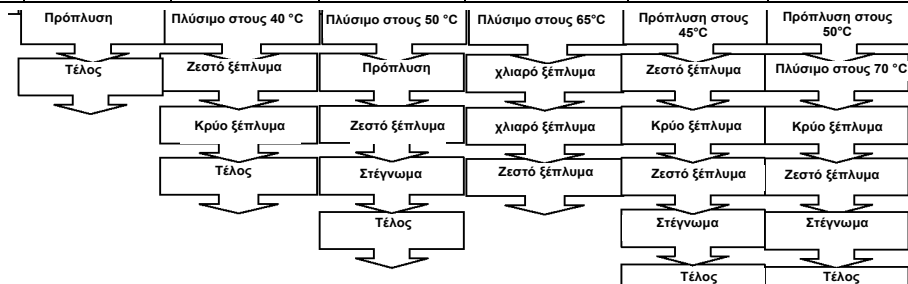 Πρόπλυση
Πλύσιμο στους 40 °C
Πλύσιμο στους 50 °C
Πλύσιμο στους 65°C
Πρόπλυση στους
45°C
Πρόπλυση στους
50°C
Τέλος
Ζεστό ξέπλυμα
Πρόπλυση
χλιαρό ξέπλυμα
Ζεστό ξέπλυμα
Πλύσιμο στους 70 °C
Κρύο ξέπλυμα
Ζεστό ξέπλυμα
χλιαρό ξέπλυμα
Κρύο ξέπλυμα
Κρύο ξέπλυμα
Τέλος
Στέγνωμα
Ζεστό ξέπλυμα
Ζεστό ξέπλυμα
Ζεστό ξέπλυμα
Τέλος
Στέγνωμα
Στέγνωμα
Τέλος
Τέλος